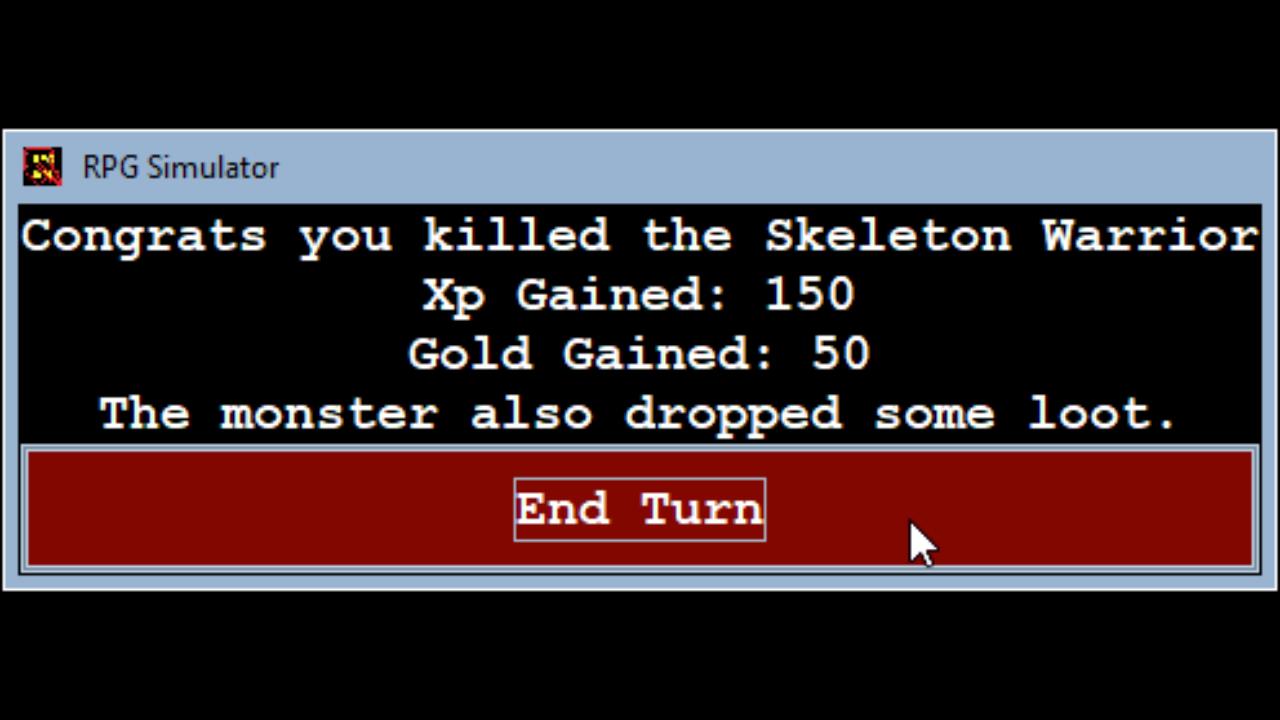 RPG Simulator
Congrats you killed the Skeleton Warrior
Xp Gained: 150
Gold Gained: 50
The monster also dropped some loot.
End Turn